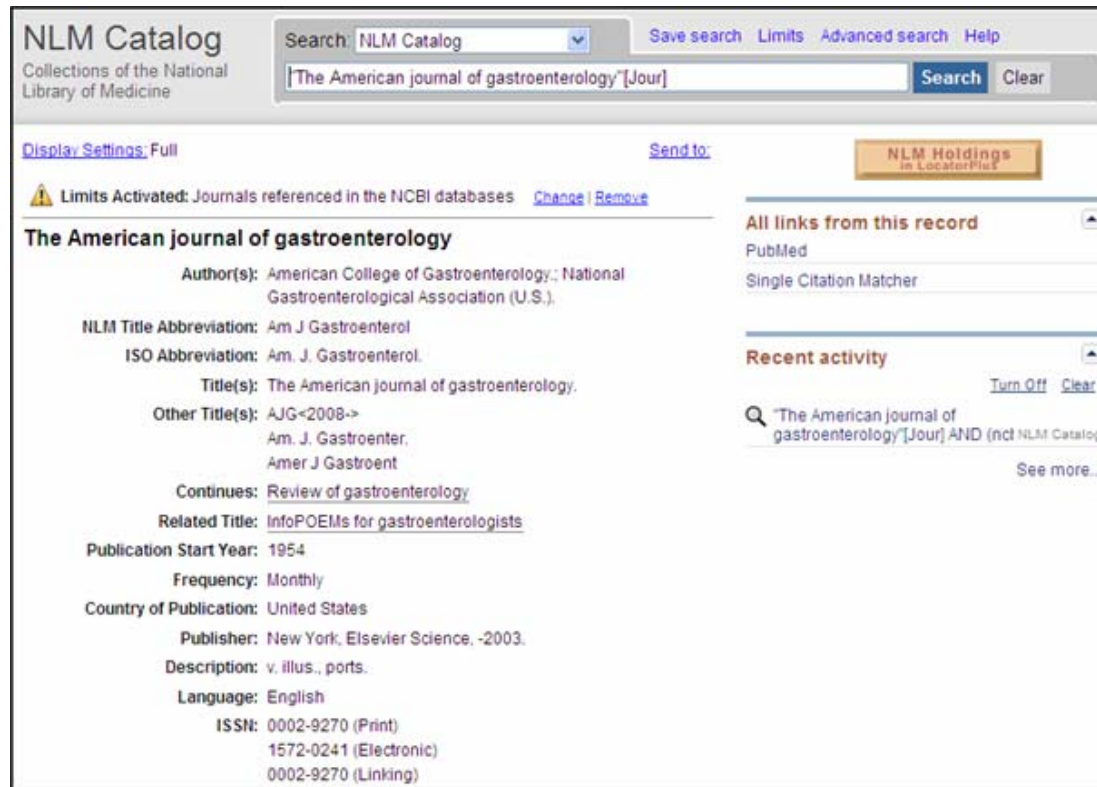 NLM Catalog
Collections of the National
Library of Medicine
Search: NLM Catalog
Save search Limits Advanced search Help
"The American journal of gastroenterology"[Jour]
Search Clear
Display Settings: Full
Send to:
NLM Holdings
in LocatorPlus
Limits Activated: Journals referenced in the NCBI databases Change | Remove
The American journal of gastroenterology
Author(s): American College of Gastroenterology.; National
Gastroenterological Association (U.S.).
NLM Title Abbreviation: Am J Gastroenterol
ISO Abbreviation: Am. J. Gastroenterol.
Title(s): The American journal of gastroenterology.
Other Title(s): AJG<2008->
Am. J. Gastroenter.
Amer J Gastroent
Continues: Review of gastroenterology
Related Title: InfoPOEMs for gastroenterologists
Publication Start Year: 1954
Frequency: Monthly
Country of Publication: United States
Publisher: New York, Elsevier Science, -2003.
Description: v. illus., ports.
Language: English
ISSN: 0002-9270 (Print)
1572-0241 (Electronic)
0002-9270 (Linking)
All links from this record
PubMed
Single Citation Matcher
Recent activity
Turn Off Clear
"The American journal of
gastroenterology"[Jour] AND (ncl NLM Catalog
See more...